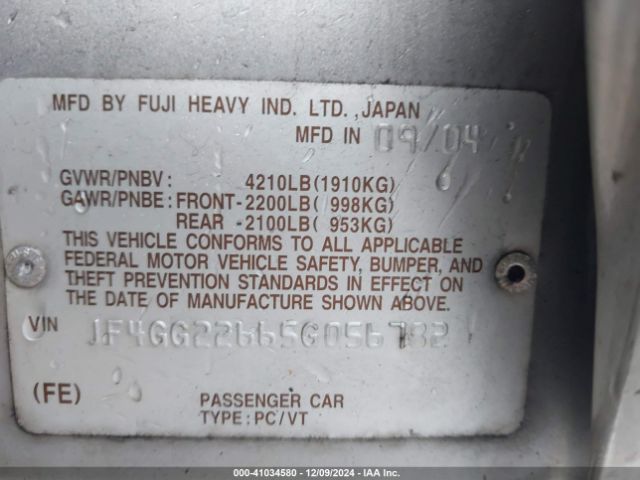 MFD BY FUJI HEAVY IND. LTD., JAPAN
MFD IN 09/04
GVWR/PNBV: 4210LB(1910KG)
GAWR/PNBE: FRONT-2200LB( 998KG)
REAR -2100LB( 953KG)
THIS VEHICLE CONFORMS TO ALL APPLICABLE
FEDERAL MOTOR VEHICLE SAFETY, BUMPER, AND
THEFT PREVENTION STANDARDS IN EFFECT ON
THE DATE OF MANUFACTURE SHOWN ABOVE.
VIN JF4GG22665G056782
(FE) PASSENGER CAR
TYPE: PC/VT
000-41034580 | 12/09/2024 - IAA Inc.